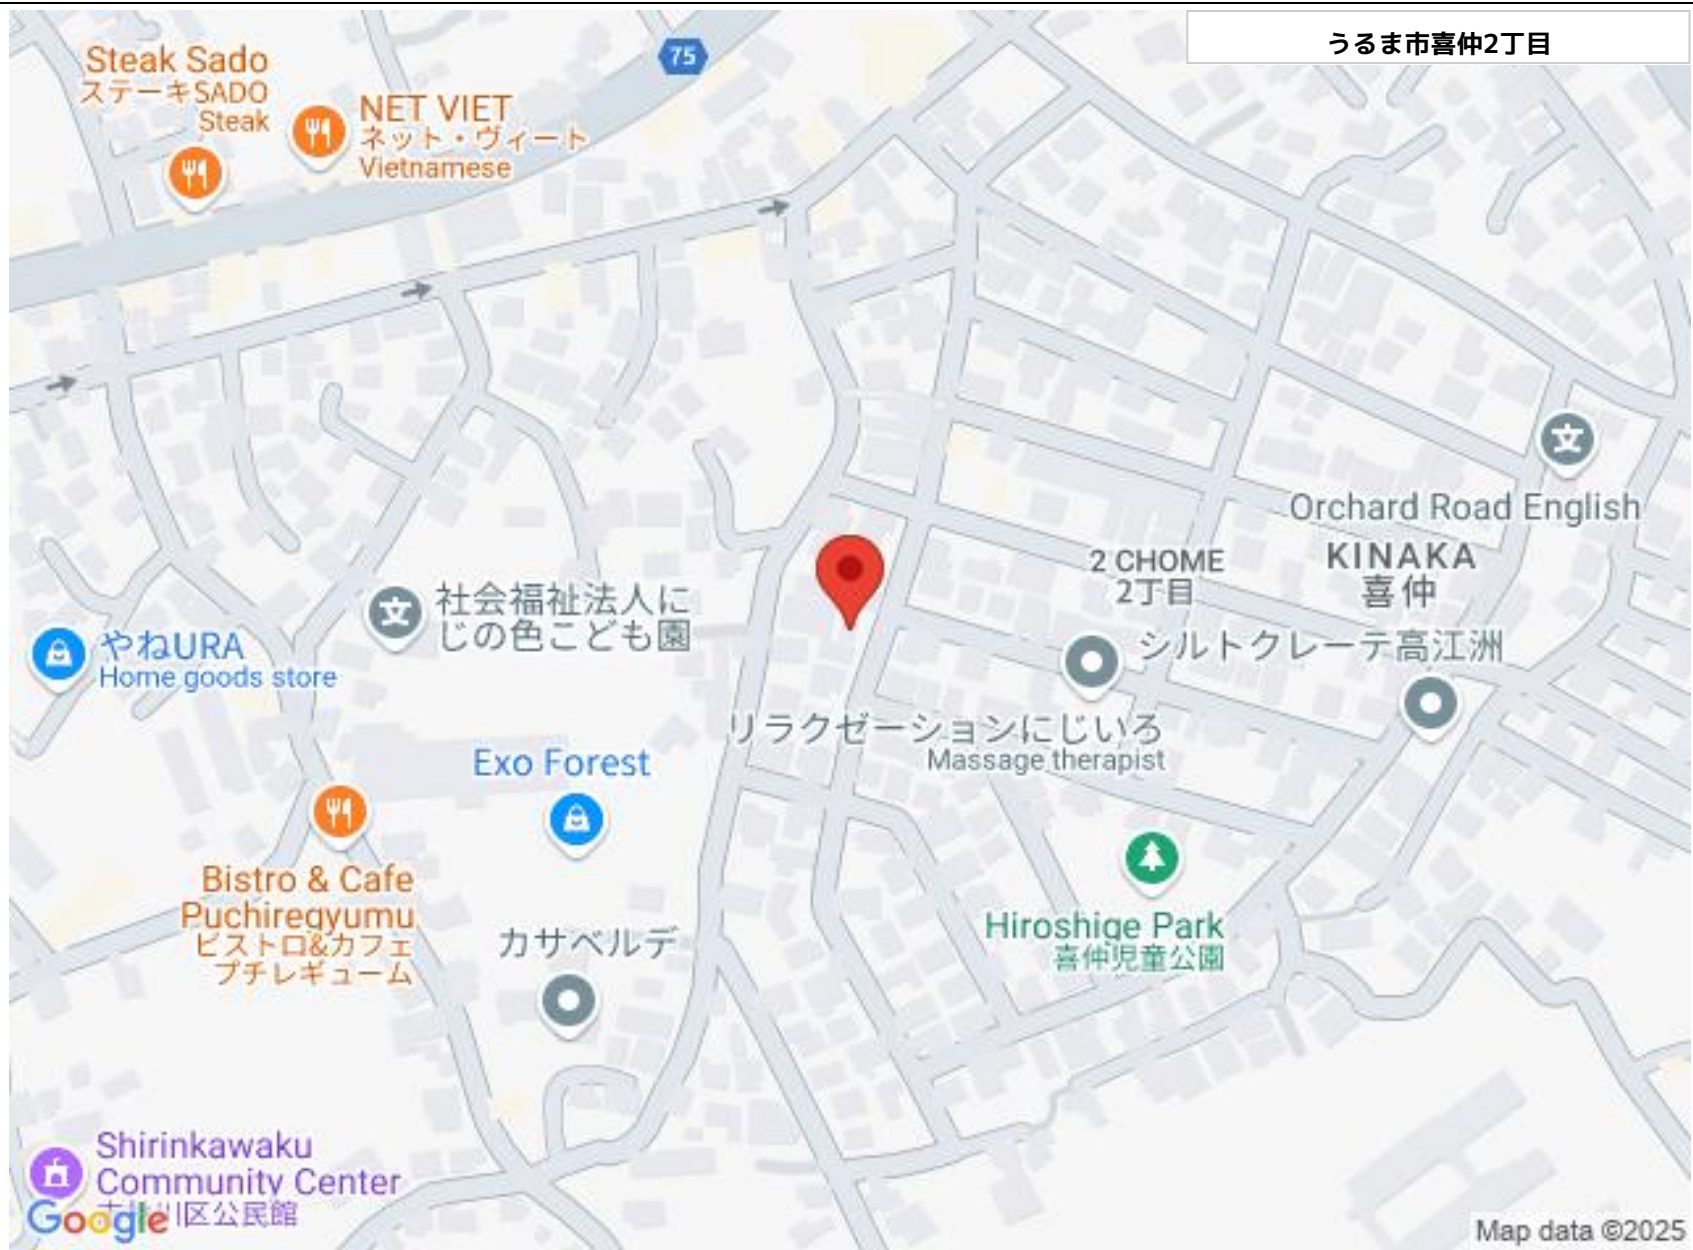 うるま市喜仲2丁目
75
Steak Sado
ステーキSADO
Steak
NET VIET
ネット・ヴィート
Vietnamese
Orchard Road English
2 CHOME
2丁目
KINAKA
喜仲
社会福祉法人に
じの色こども園
やねURA
Home goods store
シルトクレーテ高江洲
リラクゼーションにじいろ
Massage therapist
Exo Forest
Bistro & Cafe
Puchiregyumu
ビストロ&カフェ
プチレギューム
カサベルデ
Hiroshige Park
喜仲児童公園
Shirinkawaku
Community Center
川区公民館
Google
Map data ©2025